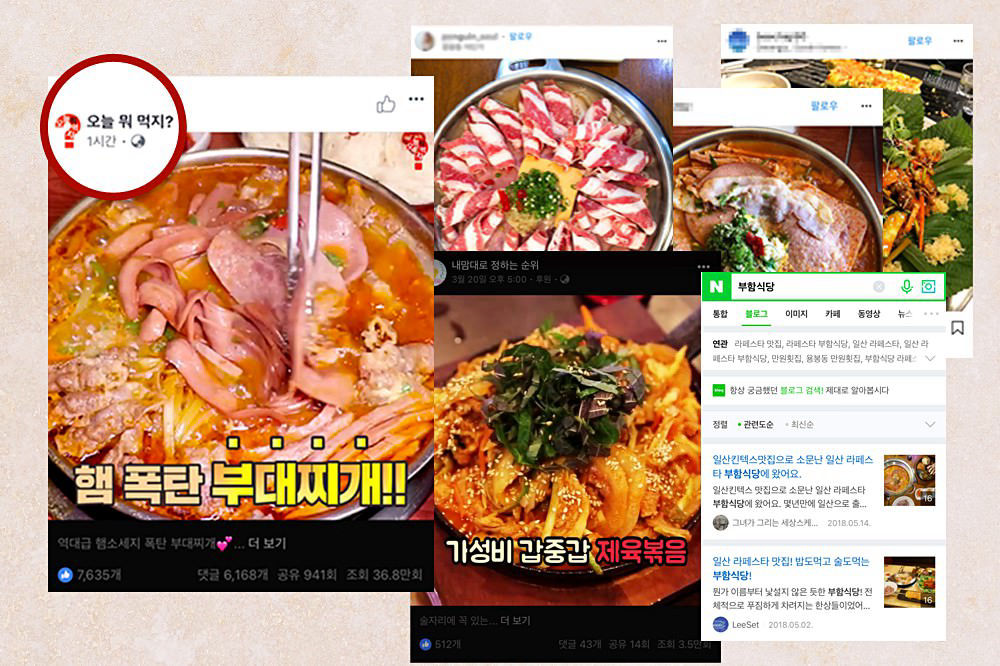 오늘 뭐 먹지?
1시간
햄 폭탄 부대찌개!!
역대급 햄소세지 폭탄 부대찌개💕... 더 보기
7,635개
댓글 6,168개 공유 941회 조회 36.8만회
팔로우
내맘대로 정하는 순위
3월 20일 오후 5:00 · 후원 ·
가성비 갑중갑 제육볶음
술자리에 꼭 있는... 더 보기
512개
댓글 43개 공유 14회 조회 3.5만회
팔로우
팔로우
N 부함식당
통합 블로그 이미지 카페 동영상 뉴스
연관 라페스타 맛집, 라페스타 부함식당, 일산 라페스타, 일산 라
페스타 부함식당, 만원횟집, 용봉동 만원횟집, 부함식당 라페
항상 궁금했던 블로그 검색! 제대로 알아봅시다
정렬 • 관련도순 • 최신순
일산킨텍스맛집으로 소문난 일산 라페스
타 부함식당에 왔어요.
일산킨텍스 맛집으로 소문난 일산 라페스타
부함식당에 왔어요. 몇년만에 일산으로 출...
그녀가 그리는 세상스케... 2018.05.14.
16
일산 라페스타 맛집! 밥도먹고 술도먹는
부함식당!
뭔가 이름부터 낯설지 않은 듯한 부함식당! 전
체적으로 푸짐하게 차려지는 한상들이었어...
LeeSet 2018.05.02.
16